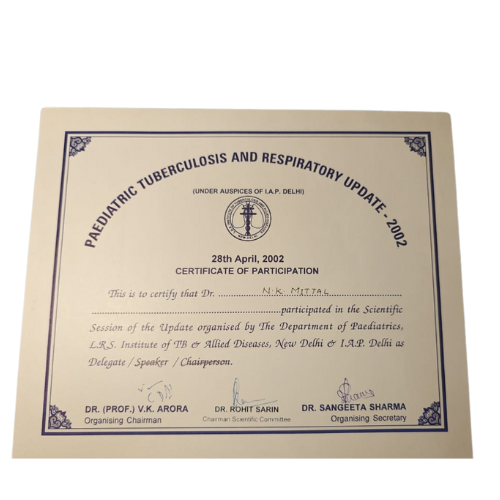 PAEDIATRIC TUBERCULOSIS AND RESPIRATORY UPDATE - 2002
(UNDER AUSPICES OF I.A.P. DELHI)
28th April, 2002
CERTIFICATE OF PARTICIPATION
This is to certify that Dr. N.K. MITTAL
participated in the Scientific
Session of the Update organised by The Department of Paediatrics,
L.R.S. Institute of TB & Allied Diseases, New Delhi & I.A.P. Delhi as
Delegate / Speaker / Chairperson.
DR. (PROF.) V.K. ARORA
Organising Chairman
DR. ROHIT SARIN
Chairman Scientific Committee
DR. SANGEETA SHARMA
Organising Secretary